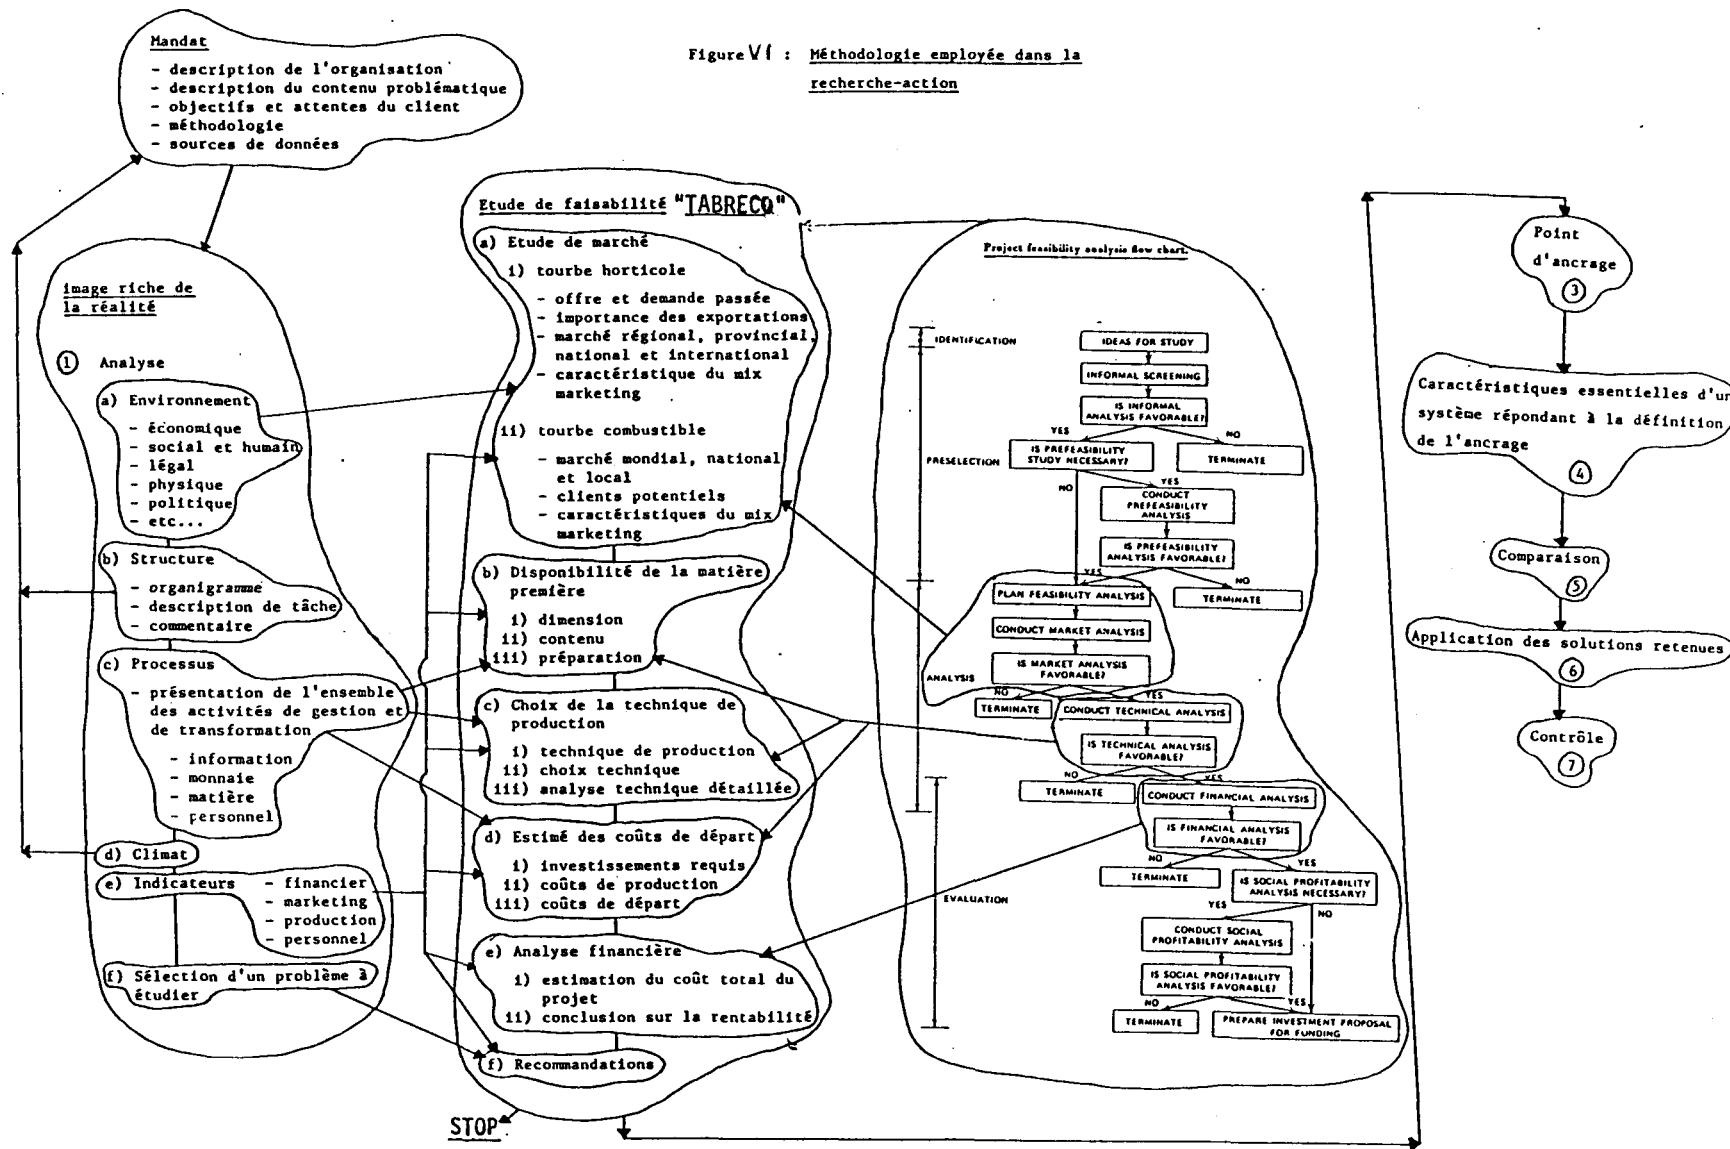 Figure VI : Méthodologie employée dans la
recherche-action
Mandat
- description de l'organisation
- description du contenu problématique
- objectifs et attentes du client
- méthodologie
- sources de données
image riche de
la réalité
① Analyse
a) Environnement
- économique
- social et humain
- légal
- physique
- politique
- etc...
b) Structure
- organigramme
- description de tâche
- commentaire
c) Processus
- présentation de l'ensemble
des activités de gestion et
de transformation
- information
- monnaie
- matière
- personnel
d) Climat
e) Indicateurs
- financier
- marketing
- production
- personnel
f) Sélection d'un problème à
étudier
Etude de faisabilité "TABRECQ"
a) Etude de marché
i) tourbe horticole
- offre et demande passée
- importance des exportations
- marché régional, provincial,
national et international
- caractéristique du mix
marketing
ii) tourbe combustible
- marché mondial, national
et local
- clients potentiels
- caractéristiques du mix
marketing
b) Disponibilité de la matière
première
i) dimension
ii) contenu
iii) préparation
c) Choix de la technique de
production
i) technique de production
ii) choix technique
iii) analyse technique détaillée
d) Estimé des coûts de départ
i) investissements requis
ii) coûts de production
iii) coûts de départ
e) Analyse financière
i) estimation du coût total du
projet
ii) conclusion sur la rentabilité
f) Recommandations
STOP
Project feasibility analysis flow chart.
IDENTIFICATION
PRESELECTION
ANALYSIS
EVALUATION
IDEAS FOR STUDY
INFORMAL SCREENING
IS INFORMAL
ANALYSIS FAVORABLE?
YES
NO
IS PREFEASIBILITY
STUDY NECESSARY?
TERMINATE
NO
YES
CONDUCT
PREFEASIBILITY
ANALYSIS
IS PREFEASIBILITY
ANALYSIS FAVORABLE?
YES
NO
PLAN FEASIBILITY ANALYSIS
TERMINATE
CONDUCT MARKET ANALYSIS
IS MARKET ANALYSIS
FAVORABLE?
NO
YES
TERMINATE
CONDUCT TECHNICAL ANALYSIS
IS TECHNICAL ANALYSIS
FAVORABLE?
NO
YES
TERMINATE
CONDUCT FINANCIAL ANALYSIS
IS FINANCIAL ANALYSIS
FAVORABLE?
NO
YES
TERMINATE
IS SOCIAL PROFITABILITY
ANALYSIS NECESSARY?
YES
NO
CONDUCT SOCIAL
PROFITABILITY ANALYSIS
IS SOCIAL PROFITABILITY
ANALYSIS FAVORABLE?
NO
YES
TERMINATE
PREPARE INVESTMENT PROPOSAL
FOR FUNDING
Point
d'ancrage
③
Caractéristiques essentielles d'un
système répondant à la définition
de l'ancrage
④
Comparaison
⑤
Application des solutions retenues
⑥
Contrôle
⑦